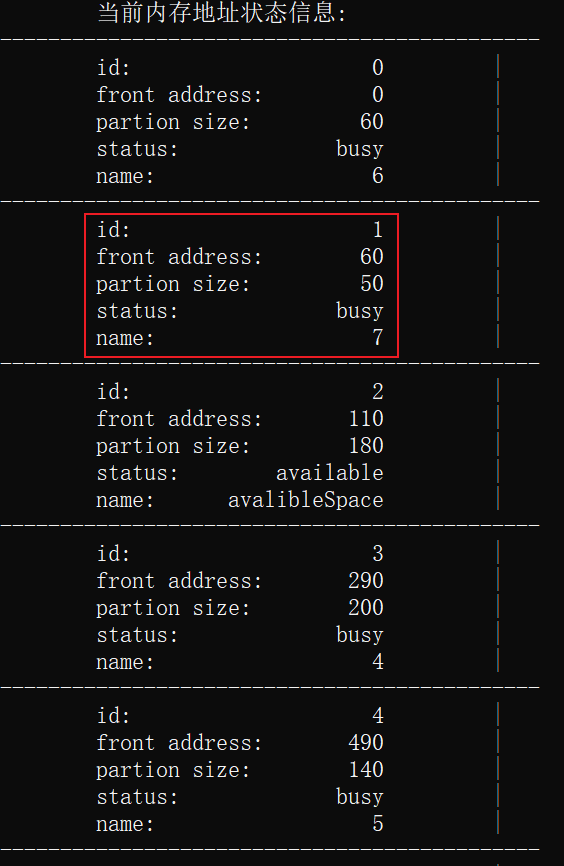 当前内存地址状态信息:
id: 0
front address: 0
partion size: 60
status: busy
name: 6
id: 1
front address: 60
partion size: 50
status: busy
name: 7
id: 2
front address: 110
partion size: 180
status: available
name: avalibleSpace
id: 3
front address: 290
partion size: 200
status: busy
name: 4
id: 4
front address: 490
partion size: 140
status: busy
name: 5